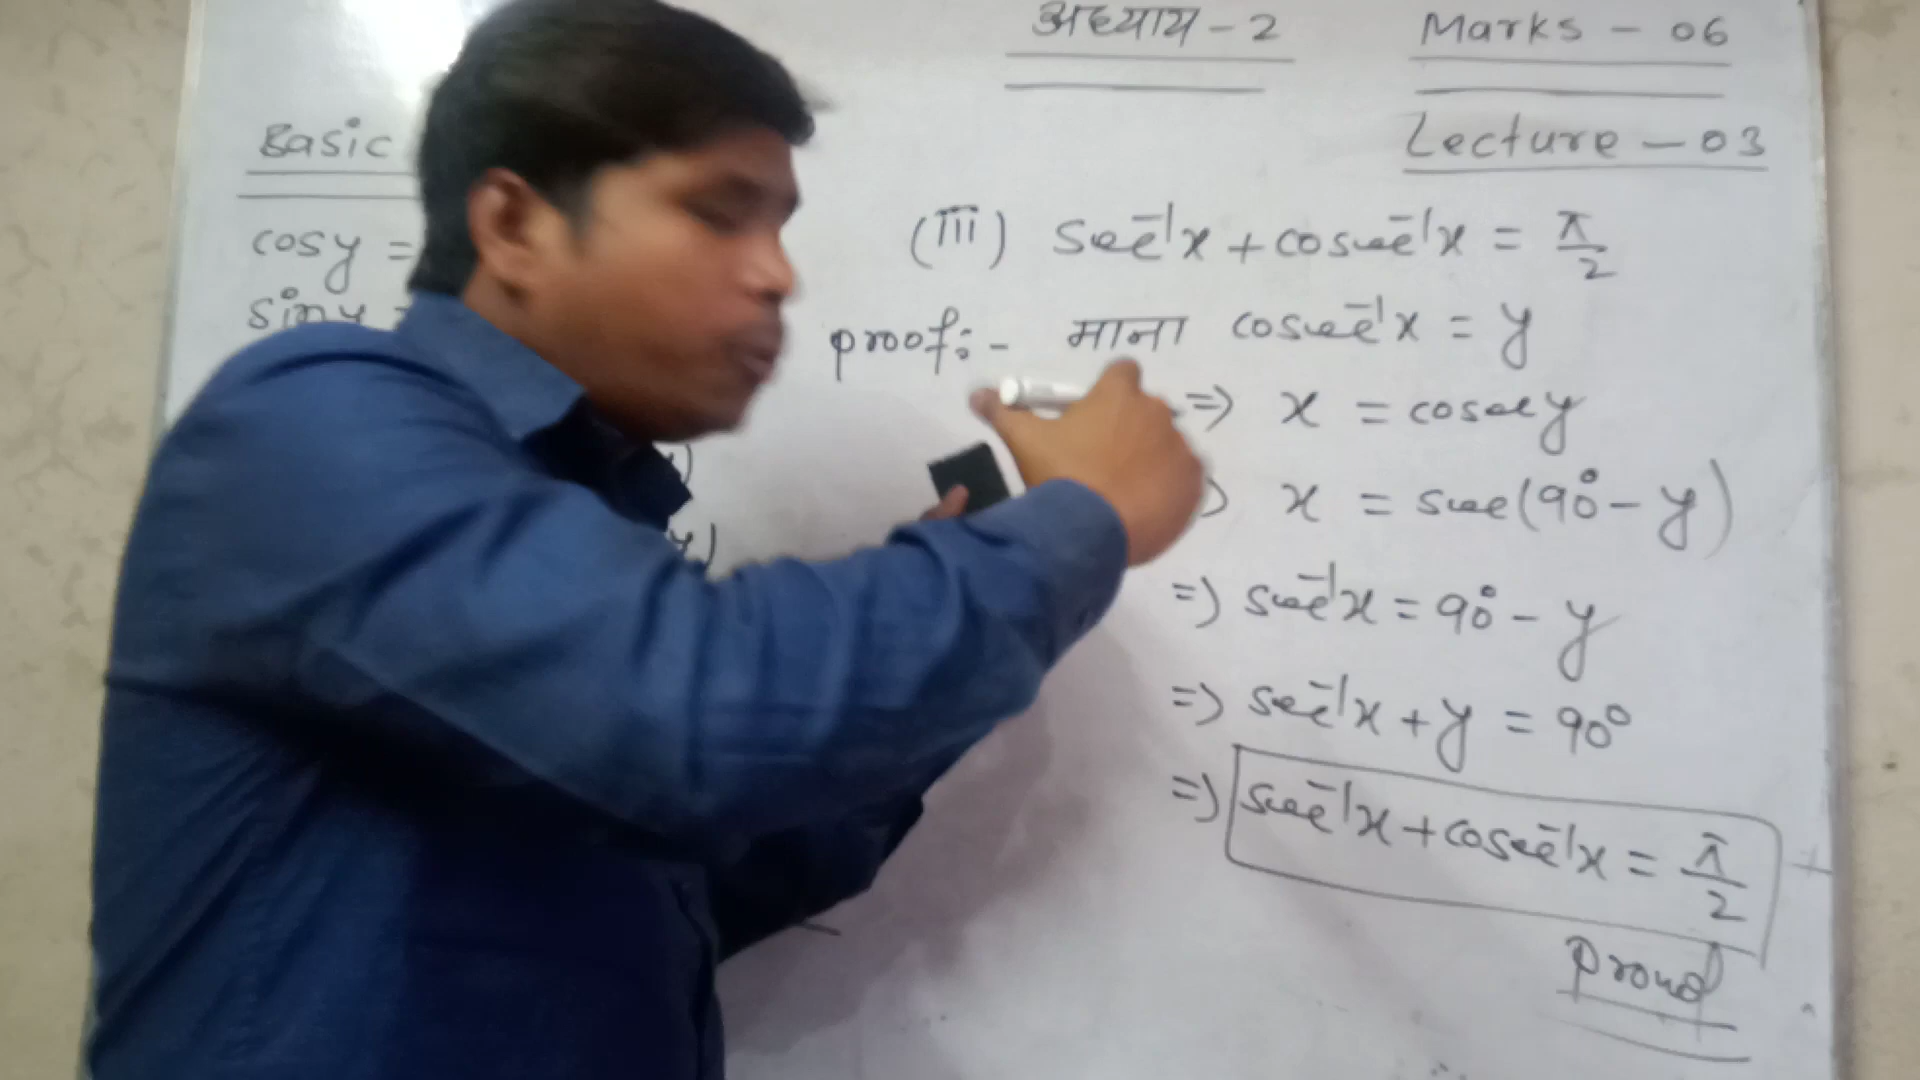 अध्याय - 2
Marks - 06
Lecture - 03
Basic
cosy =
siny =
(III) sec⁻¹x + cosec⁻¹x = π/2
proof:- माना cosec⁻¹x = y
=) x = cosec y
) x = sec(90° - y)
=) sec⁻¹x = 90° - y
=) sec⁻¹x + y = 90°
=) sec⁻¹x + cosec⁻¹x = π/2
Proved